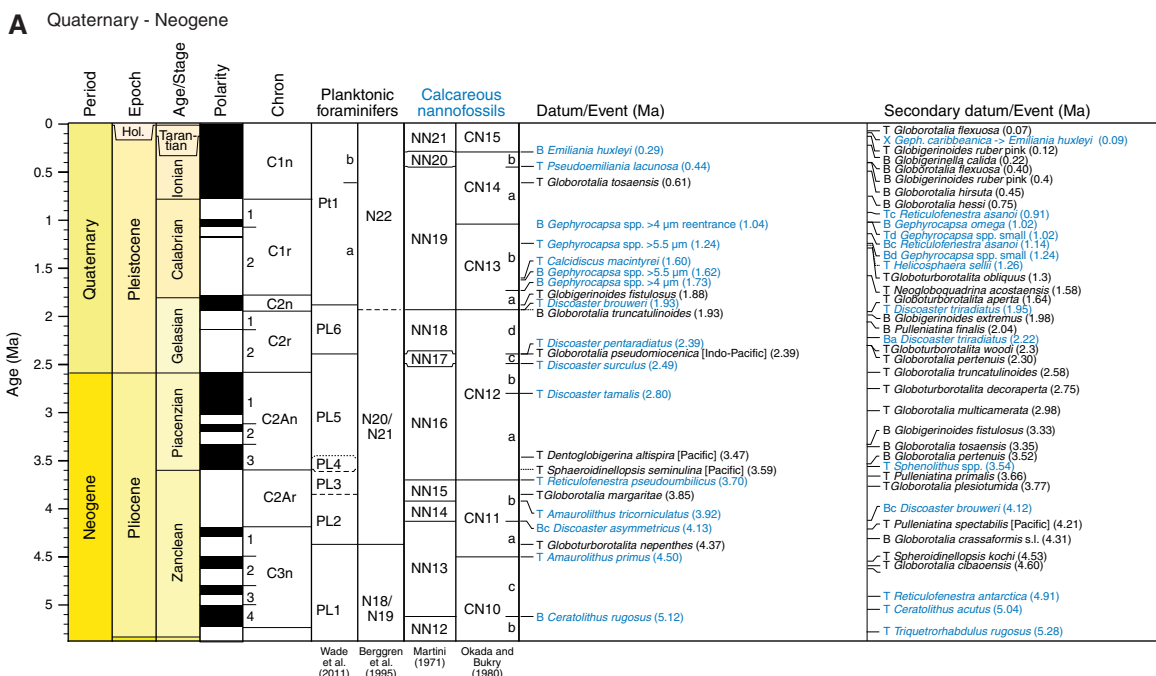 A Quaternary - Neogene
Period
Epoch
Age/Stage
Polarity
Chron
Planktonic
foraminifers
Calcareous
nannofossils
Datum/Event (Ma)
Secondary datum/Event (Ma)
Age (Ma)
0
0.5
1
1.5
2
2.5
3
3.5
4
4.5
5
Quaternary
Neogene
Hol.
Pleistocene
Pliocene
Taran-
tian
Ionian
Calabrian
Gelasian
Piacenzian
Zanclean
C1n
1
C1r
2
C2n
1
C2r
2
1
C2An
2
3
C2Ar
1
2
C3n
3
4
b
Pt1
a
PL6
PL5
PL4
PL3
PL2
PL1
N22
N20/
N21
N18/
N19
NN21
NN20
NN19
NN18
NN17
NN16
NN15
NN14
NN13
NN12
CN15
b
CN14
a
b
CN13
a
d
c
b
CN12
a
b
CN11
a
c
CN10
b
B Emiliania huxleyi (0.29)
T Pseudoemiliania lacunosa (0.44)
T Globorotalia tosaensis (0.61)
B Gephyrocapsa spp. >4 µm reentrance (1.04)
T Gephyrocapsa spp. >5.5 µm (1.24)
T Calcidiscus macintyrei (1.60)
B Gephyrocapsa spp. >5.5 µm (1.62)
B Gephyrocapsa spp. >4 µm (1.73)
T Globigerinoides fistulosus (1.88)
T Discoaster brouweri (1.93)
B Globorotalia truncatulinoides (1.93)
T Discoaster pentaradiatus (2.39)
T Globorotalia pseudomiocenica [Indo-Pacific] (2.39)
T Discoaster surculus (2.49)
T Discoaster tamalis (2.80)
T Dentoglobigerina altispira [Pacific] (3.47)
T Sphaeroidinellopsis seminulina [Pacific] (3.59)
T Reticulofenestra pseudoumbilicus (3.70)
T Globorotalia margaritae (3.85)
T Amaurolilthus tricorniculatus (3.92)
Bc Discoaster asymmetricus (4.13)
T Globoturborotalita nepenthes (4.37)
T Amaurolithus primus (4.50)
B Ceratolithus rugosus (5.12)
T Globorotalia flexuosa (0.07)
X Geph. caribbeanica -> Emiliania huxleyi (0.09)
T Globigerinoides ruber pink (0.12)
B Globigerinella calida (0.22)
B Globorotalia flexuosa (0.40)
B Globigerinoides ruber pink (0.4)
B Globorotalia hirsuta (0.45)
B Globorotalia hessi (0.75)
Tc Reticulofenestra asanoi (0.91)
B Gephyrocapsa omega (1.02)
Td Gephyrocapsa spp. small (1.02)
Bc Reticulofenestra asanoi (1.14)
Bd Gephyrocapsa spp. small (1.24)
T Helicosphaera sellii (1.26)
TGloboturborotalita obliquus (1.3)
T Neogloboquadrina acostaensis (1.58)
T Globoturborotalita aperta (1.64)
T Discoaster triradiatus (1.95)
B Globigerinoides extremus (1.98)
B Pulleniatina finalis (2.04)
Ba Discoaster triradiatus (2.22)
TGloboturborotalita woodi (2.3)
T Globorotalia pertenuis (2.30)
T Globorotalia truncatulinoides (2.58)
T Globoturborotalita decoraperta (2.75)
T Globorotalia multicamerata (2.98)
B Globigerinoides fistulosus (3.33)
B Globorotalia tosaensis (3.35)
B Globorotalia pertenuis (3.52)
T Sphenolithus spp. (3.54)
T Pulleniatina primalis (3.66)
TGloborotalia plesiotumida (3.77)
Bc Discoaster brouweri (4.12)
T Pulleniatina spectabilis [Pacific] (4.21)
B Globorotalia crassaformis s.l. (4.31)
T Spheroidinellopsis kochi (4.53)
T Globorotalia cibaoensis (4.60)
T Reticulofenestra antarctica (4.91)
T Ceratolithus acutus (5.04)
T Triquetrorhabdulus rugosus (5.28)
Wade
et al.
(2011)
Berggren
et al.
(1995)
Martini
(1971)
Okada and
Bukry
(1980)